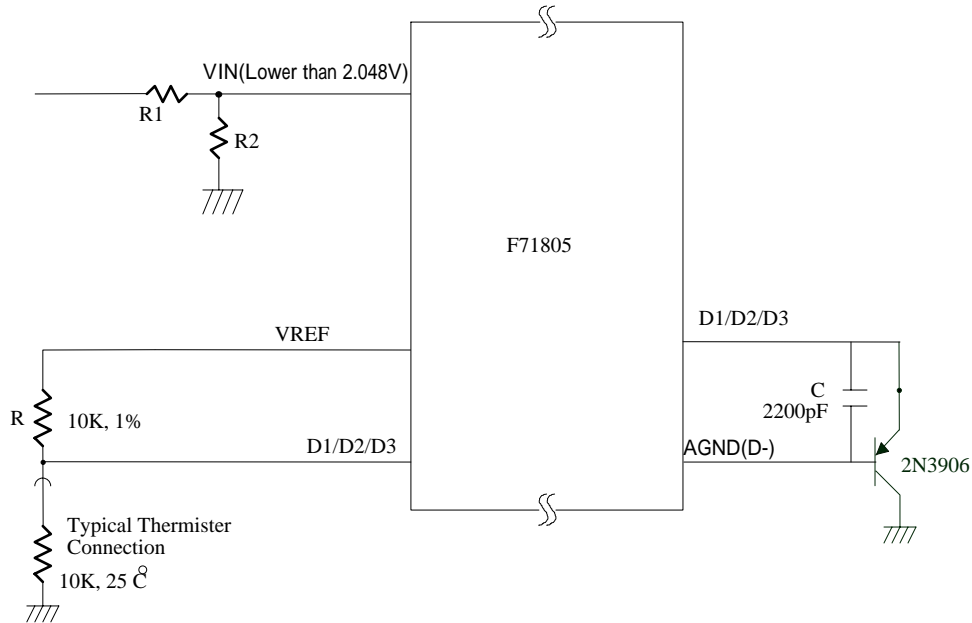 VIN(Lower than 2.048V)
R1
R2
F71805
VREF
D1/D2/D3
R
10K, 1%
C
2200pF
D1/D2/D3
AGND(D-)
2N3906
Typical Thermister
Connection
10K, 25 °C